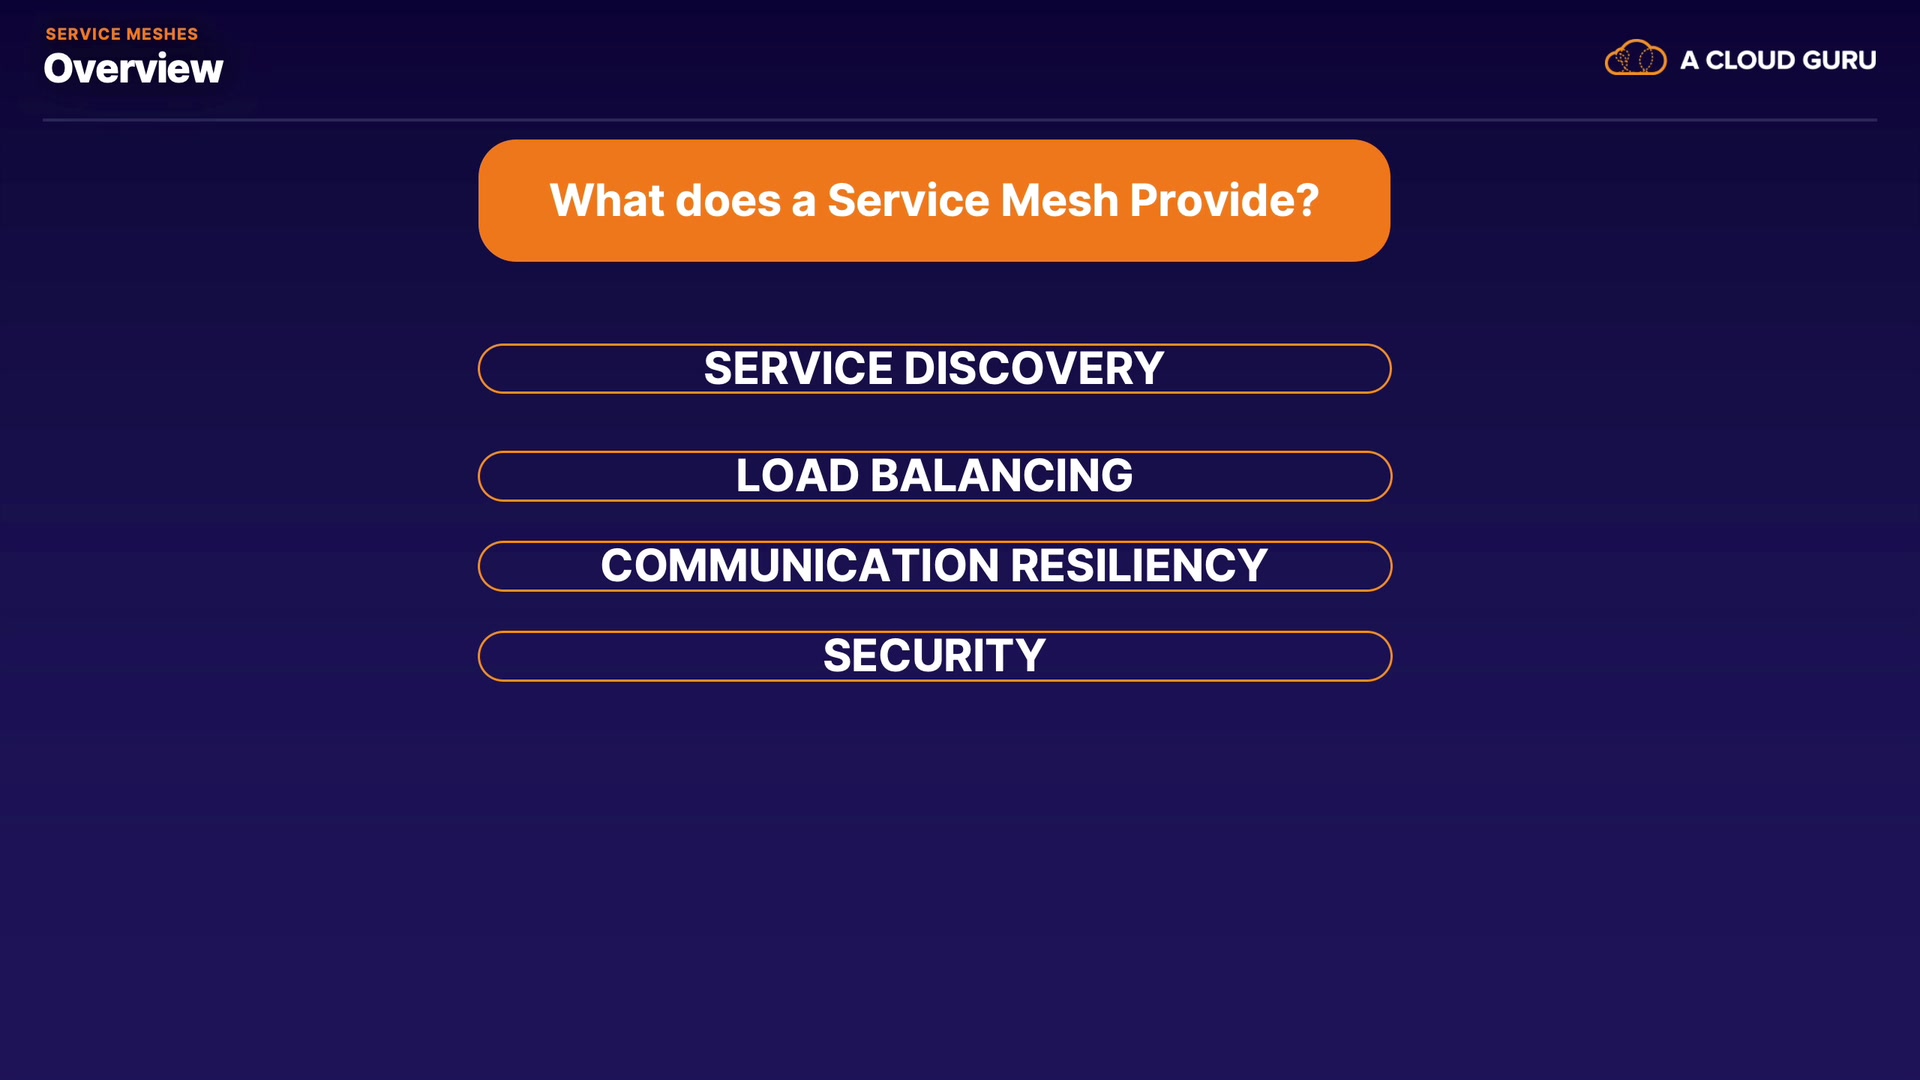 SERVICE MESHES
Overview
A CLOUD GURU
What does a Service Mesh Provide?
SERVICE DISCOVERY
LOAD BALANCING
COMMUNICATION RESILIENCY
SECURITY